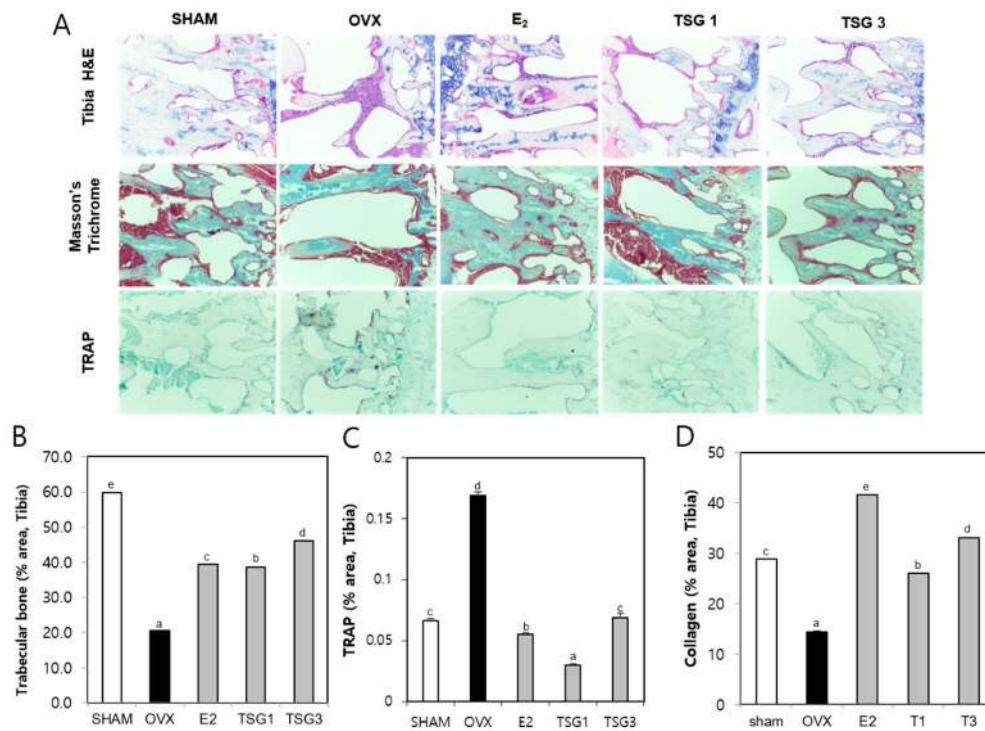 A
SHAM OVX E₂ TSG 1 TSG 3
Tibia H&E
Masson's
Trichrome
TRAP
B
Trabecular bone (% area, Tibia)
70.0
60.0
50.0
40.0
30.0
20.0
10.0
0.0
e
a
c
b
d
SHAM OVX E2 TSG1 TSG3
C
TRAP (% area, Tibia)
0.2
0.15
0.1
0.05
0
c
d
b
a
c
SHAM OVX E2 TSG1 TSG3
D
Collagen (% area, Tibia)
50
40
30
20
10
0
c
a
e
b
d
sham OVX E2 T1 T3